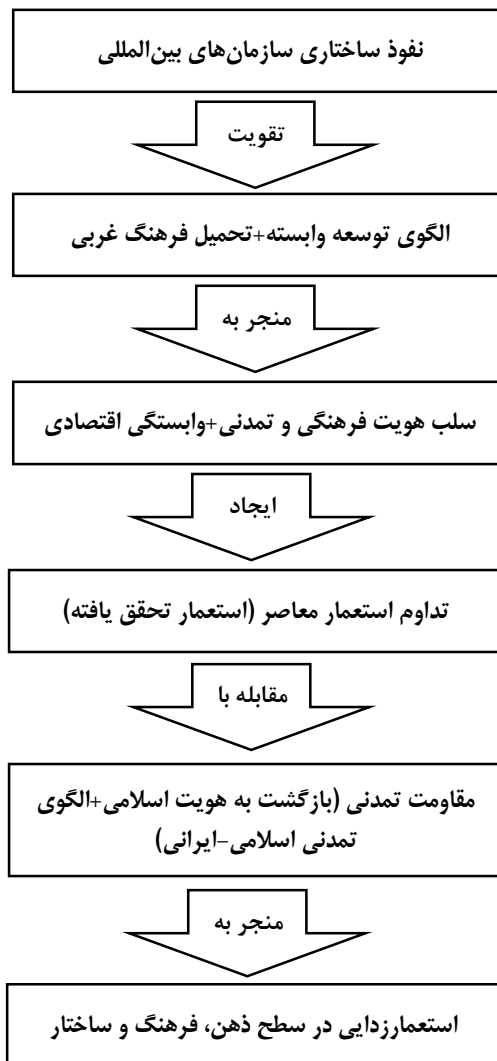 نفوذ ساختاری سازمان‌های بین‌المللی
تقویت
الگوی توسعه وابسته+تحمیل فرهنگ غربی
منجر به
سلب هویت فرهنگی و تمدنی+وابستگی اقتصادی
ایجاد
تداوم استعمار معاصر (استعمار تحقق یافته)
مقابله با
مقاومت تمدنی (بازگشت به هویت اسلامی+الگوی
تمدنی اسلامی-ایرانی)
منجر به
استعمارزدایی در سطح ذهن، فرهنگ و ساختار